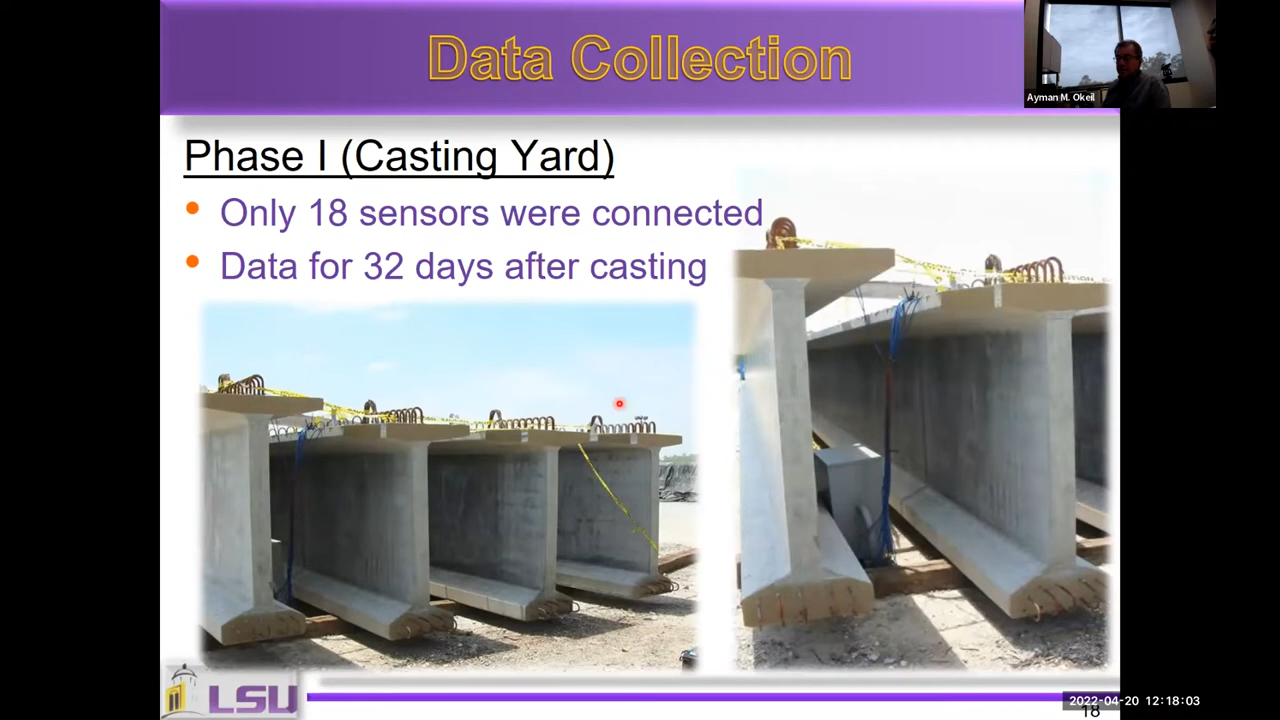 Data Collection
Ayman M. Okeil
Phase I (Casting Yard)
• Only 18 sensors were connected
• Data for 32 days after casting
LSU
2022-04-20 12:18:03
18